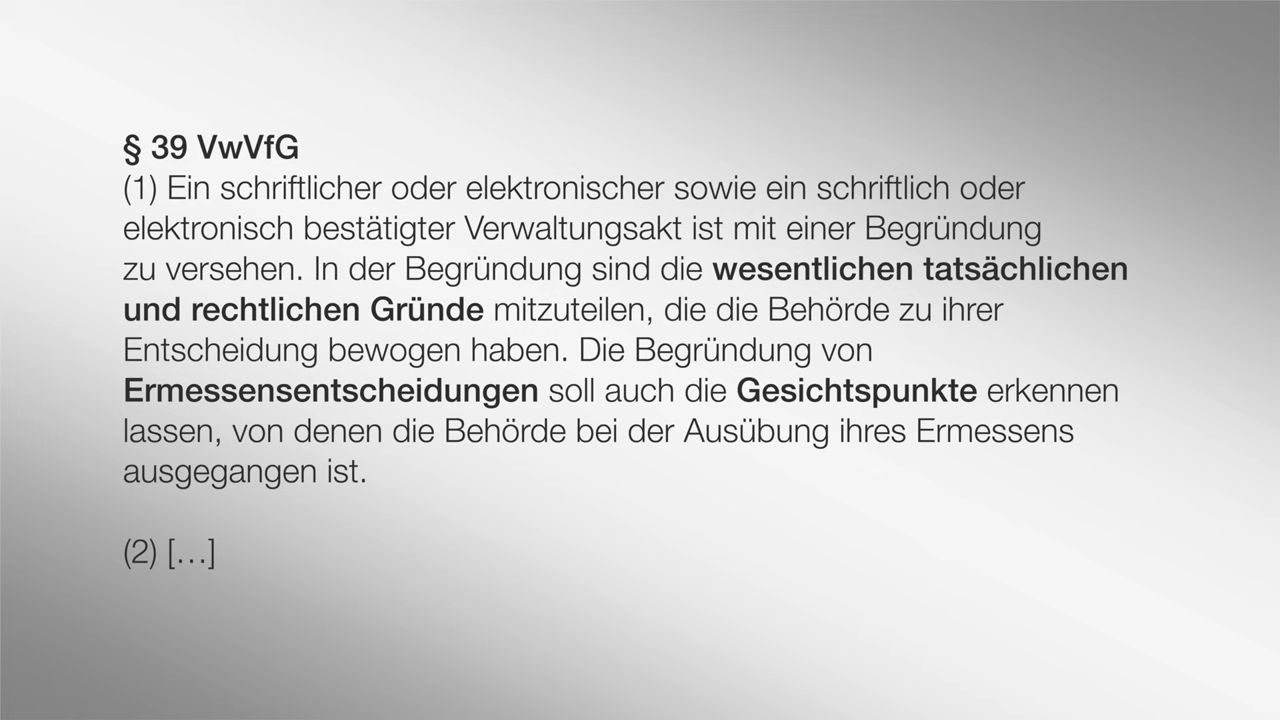 § 39 VwVfG
(1) Ein schriftlicher oder elektronischer sowie ein schriftlich oder
elektronisch bestätigter Verwaltungsakt ist mit einer Begründung
zu versehen. In der Begründung sind die wesentlichen tatsächlichen
und rechtlichen Gründe mitzuteilen, die die Behörde zu ihrer
Entscheidung bewogen haben. Die Begründung von
Ermessensentscheidungen soll auch die Gesichtspunkte erkennen
lassen, von denen die Behörde bei der Ausübung ihres Ermessens
ausgegangen ist.
(2) […]